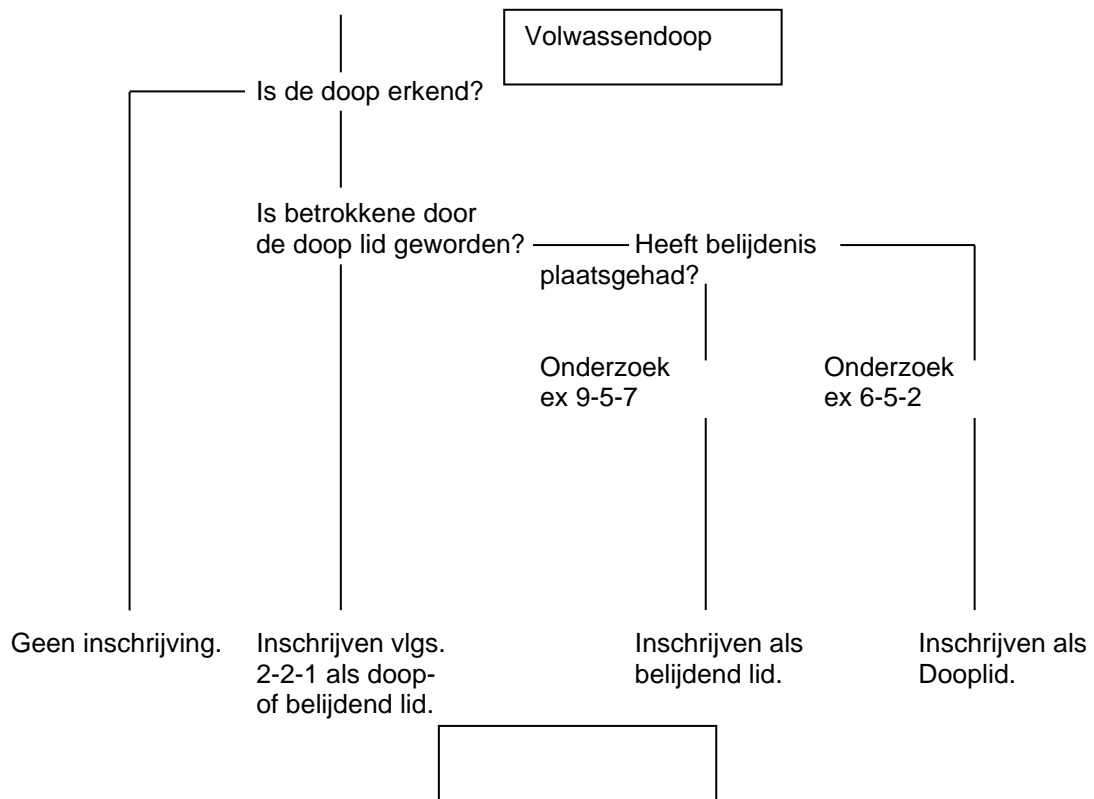 Volwassendoop
Is de doop erkend?
Is betrokkene door
de doop lid geworden?
Heeft belijdenis
plaatsgehad?
Onderzoek
ex 9-5-7
Onderzoek
ex 6-5-2
Geen inschrijving.
Inschrijven vlgs.
2-2-1 als doop-
of belijdend lid.
Inschrijven als
belijdend lid.
Inschrijven als
Dooplid.